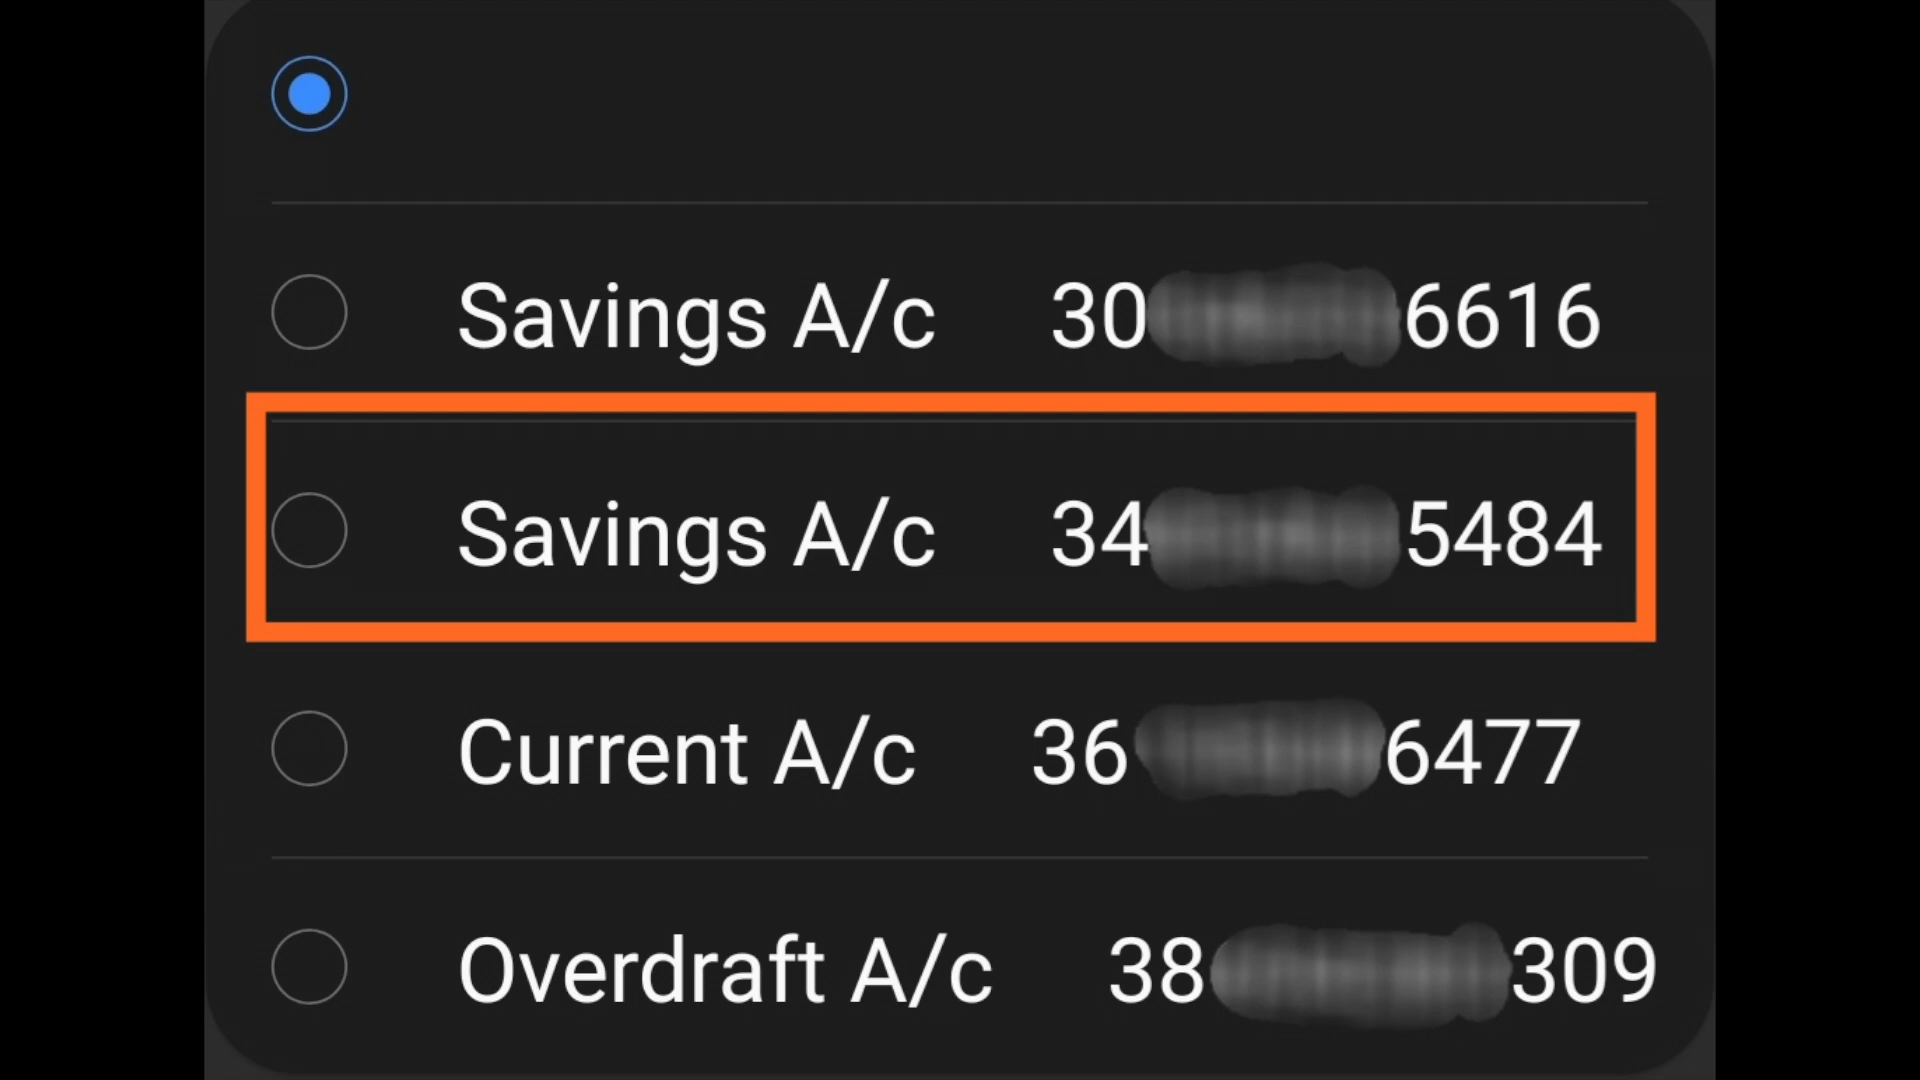 Savings A/c 30 6616
Savings A/c 34 5484
Current A/c 36 6477
Overdraft A/c 38 309